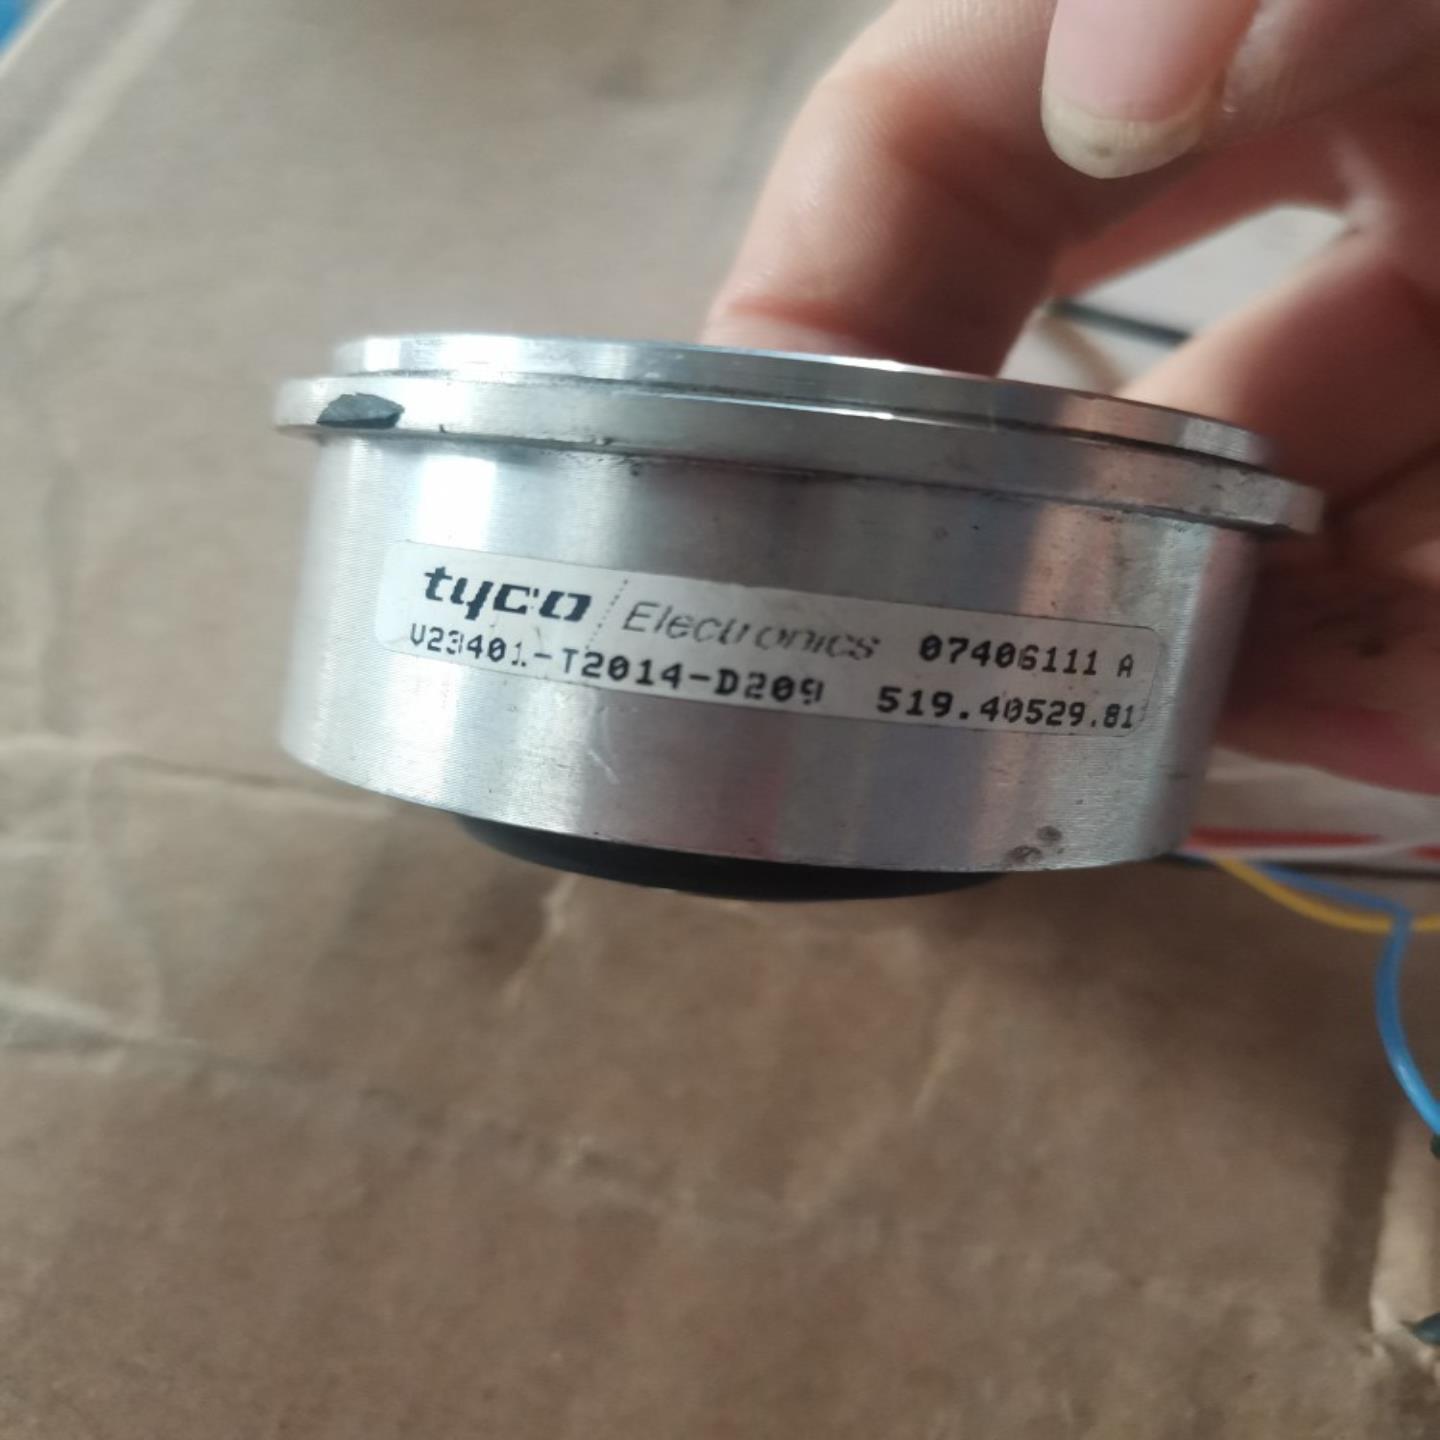 tyco Electronics 07406111 A
V23401-T2014-D209 519.40529.81